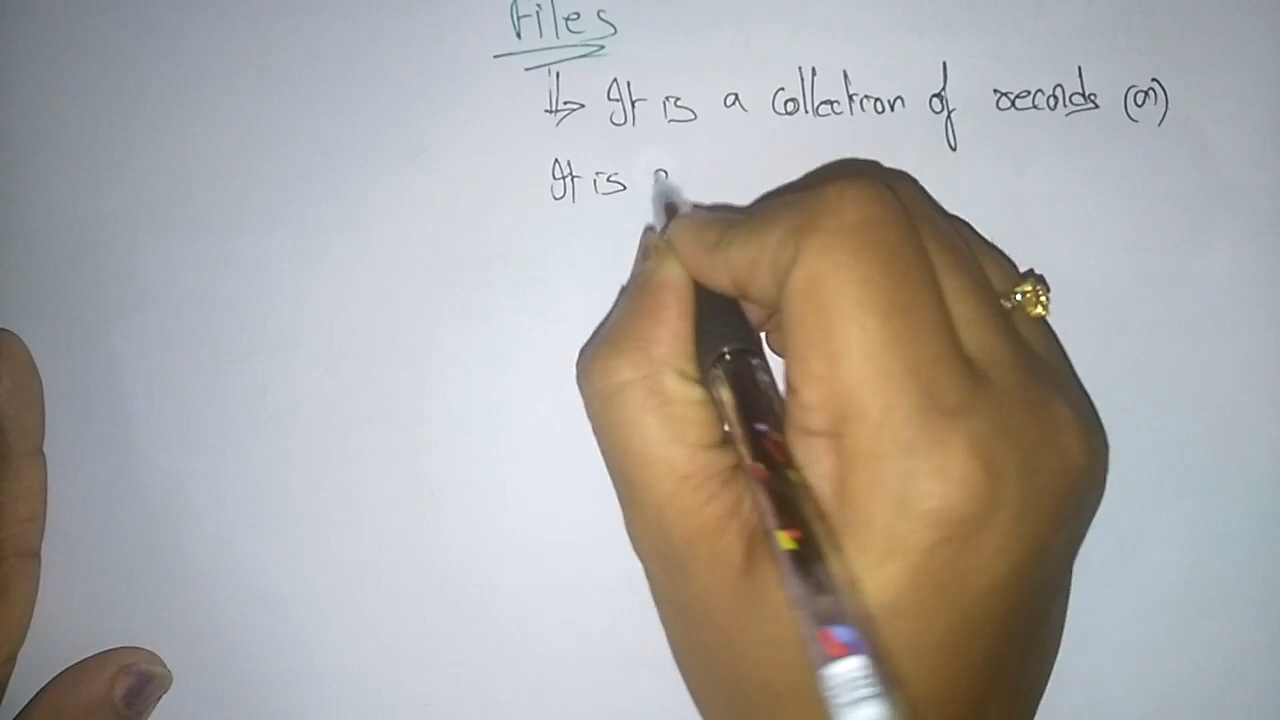 Files
It is a collection of records (or)
It is a